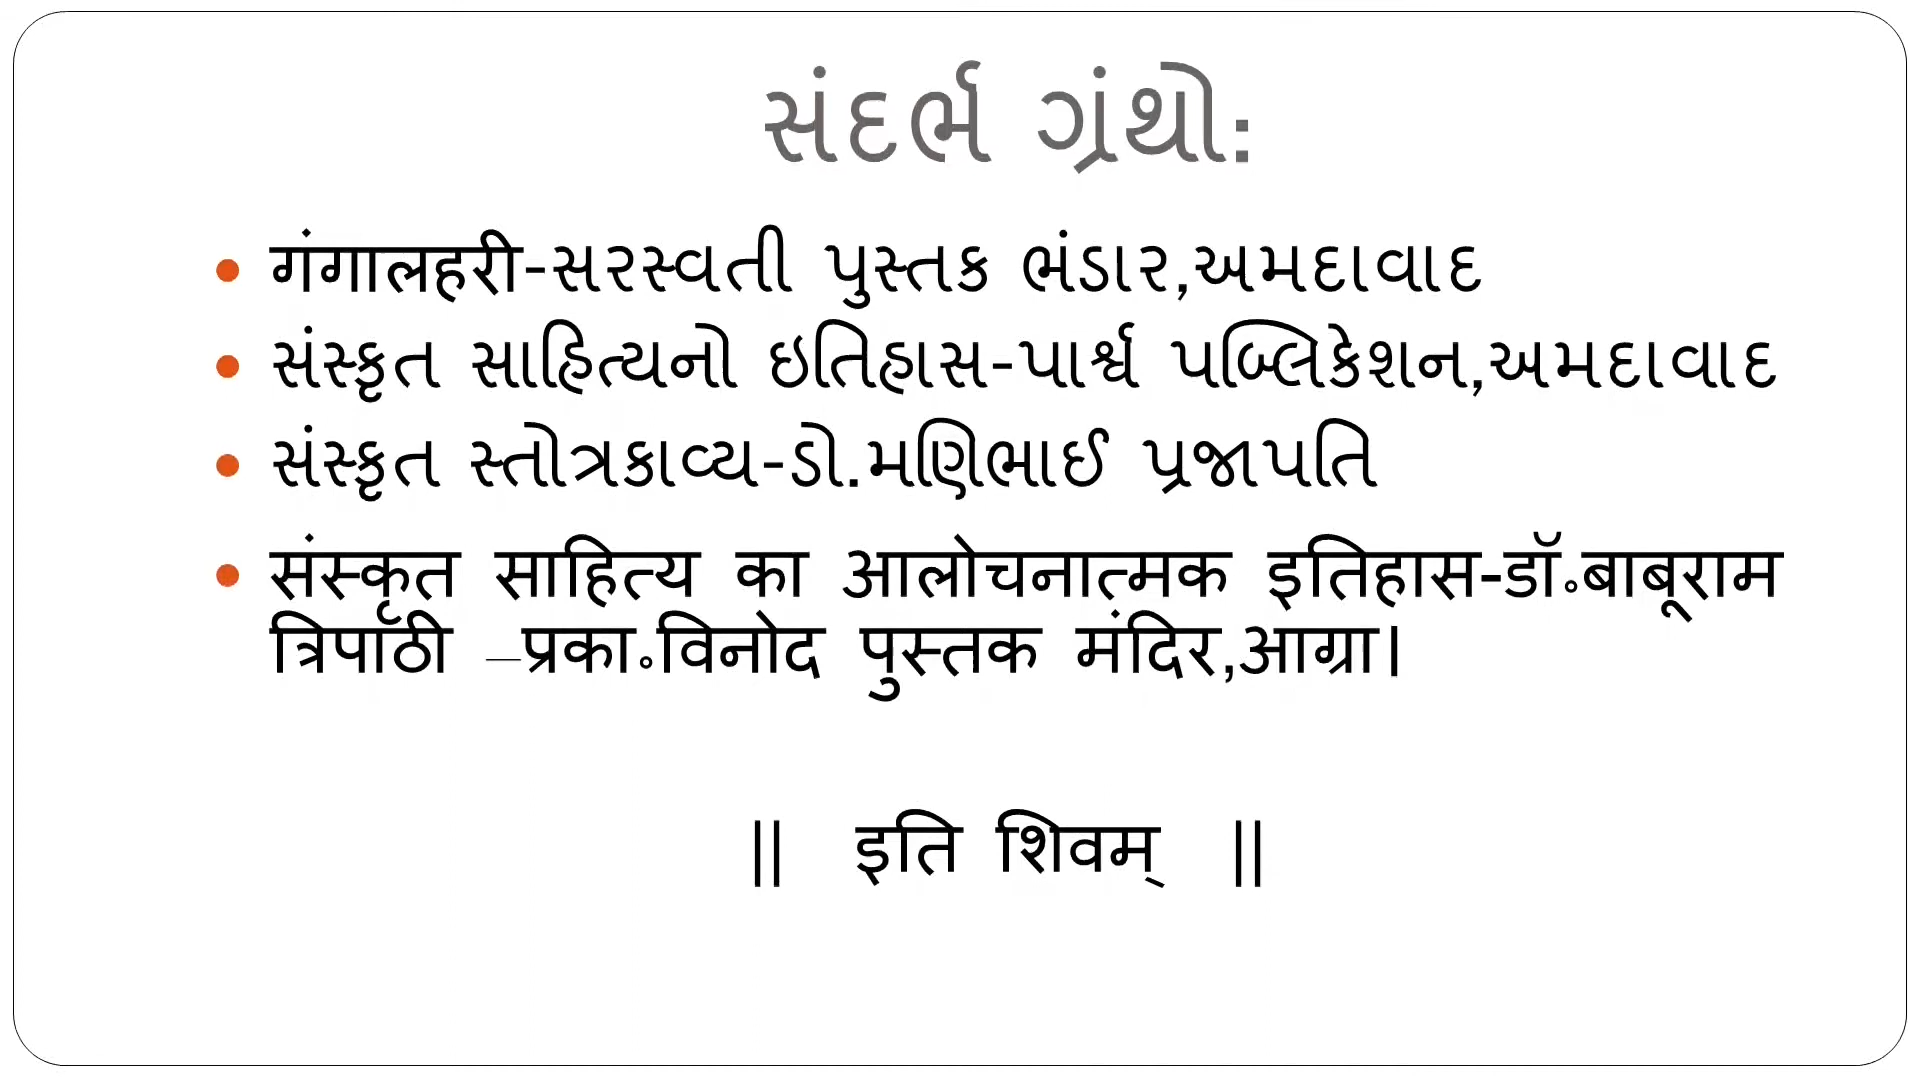 સંદર્ભ ગ્રંથો:
• गंगालहरी-સરસ્વતી પુસ્તક ભંડાર,અમદાવાદ
• સંસ્કૃત સાહિત્યનો ઇતિહાસ-પાર્શ્વ પબ્લિકેશન,અમદાવાદ
• સંસ્કૃત સ્તોત્રકાવ્ય-ડો.મણિભાઈ પ્રજાપતિ
• संस्कृत साहित्य का आलोचनात्मक इतिहास-डॉ॰बाबूराम
त्रिपाठी –प्रका॰विनोद पुस्तक मंदिर,आग्रा।
|| इति शिवम् ||